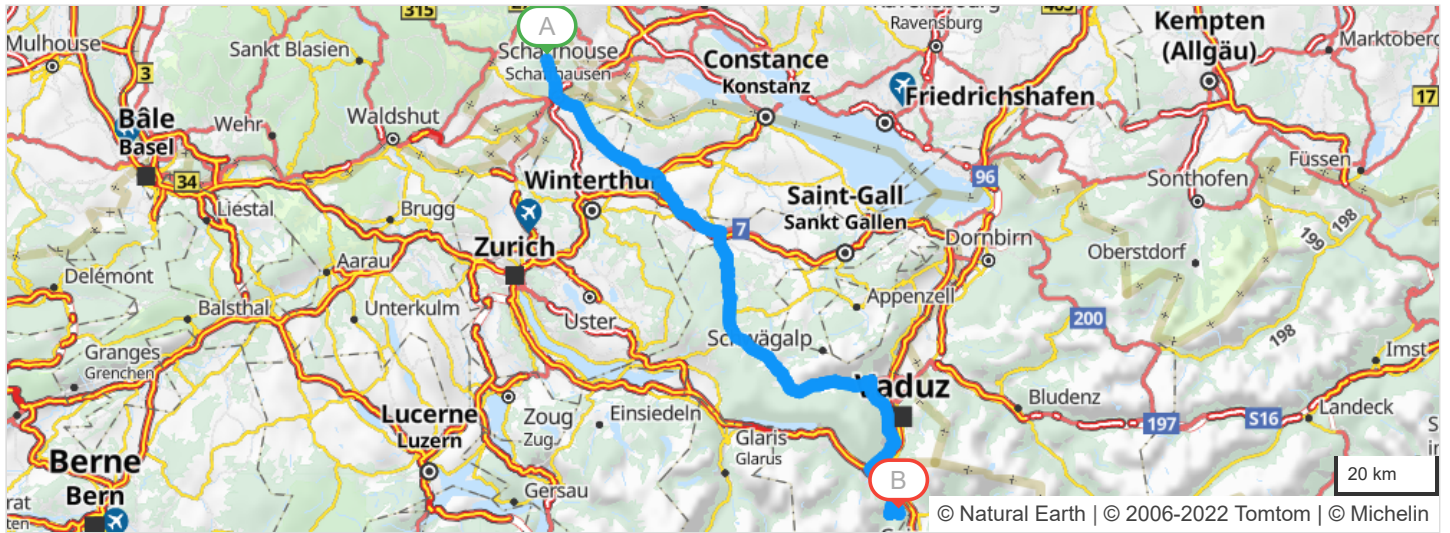 315
A
Ravensburg
465
Kempten
(Allgäu)
Mulhouse
Sankt Blasien
Schaffhausen
Marktoberd
3
Constance
Konstanz
Friedrichshafen
17
Bâle
Basel
Wehr
Waldshut
Füssen
34
Winterthu
96
Sonthofen
Liestal
Brugg
Saint-Gall
Sankt Gallen
198
199
7
Zurich
Dornbirn
Oberstdorf
Delémont
Aarau
Balsthal
Unterkulm
Uster
Appenzell
200
Schwägalp
198
Granges
Grenchen
Imst
Vaduz
Bludenz
Lucerne
Luzern
Zoug
Zug
Einsiedeln
197
S16
Landeck
Glaris
Glarus
Berne
Bern
Gersau
B
20 km
© Natural Earth | © 2006-2022 Tomtom | © Michelin